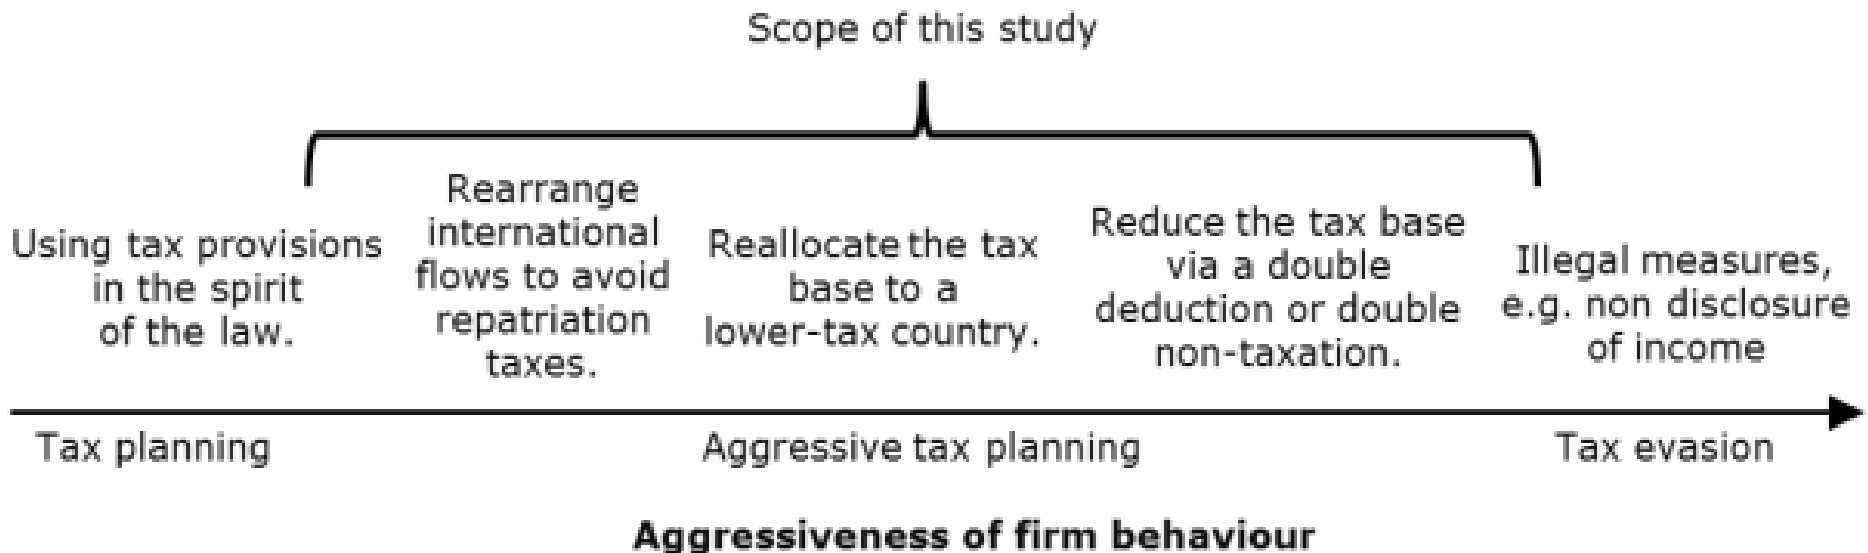 Scope of this study
Using tax provisions
in the spirit
of the law.
Rearrange
international
flows to avoid
repatriation
taxes.
Reallocate the tax
base to a
lower-tax country.
Reduce the tax base
via a double
deduction or double
non-taxation.
Illegal measures,
e.g. non disclosure
of income
Tax planning
Aggressive tax planning
Tax evasion
Aggressiveness of firm behaviour